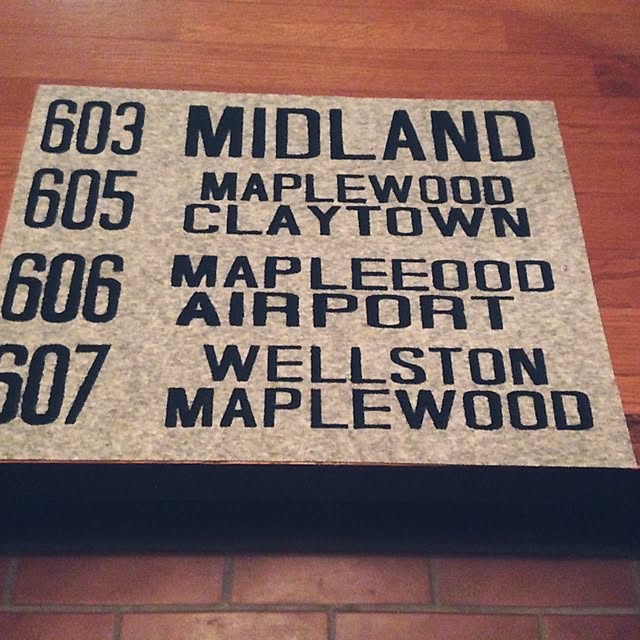 603 MIDLAND
605 MAPLEWOOD
CLAYTOWN
606 MAPLEEOOD
AIRPORT
607 WELLSTON
MAPLEWOOD